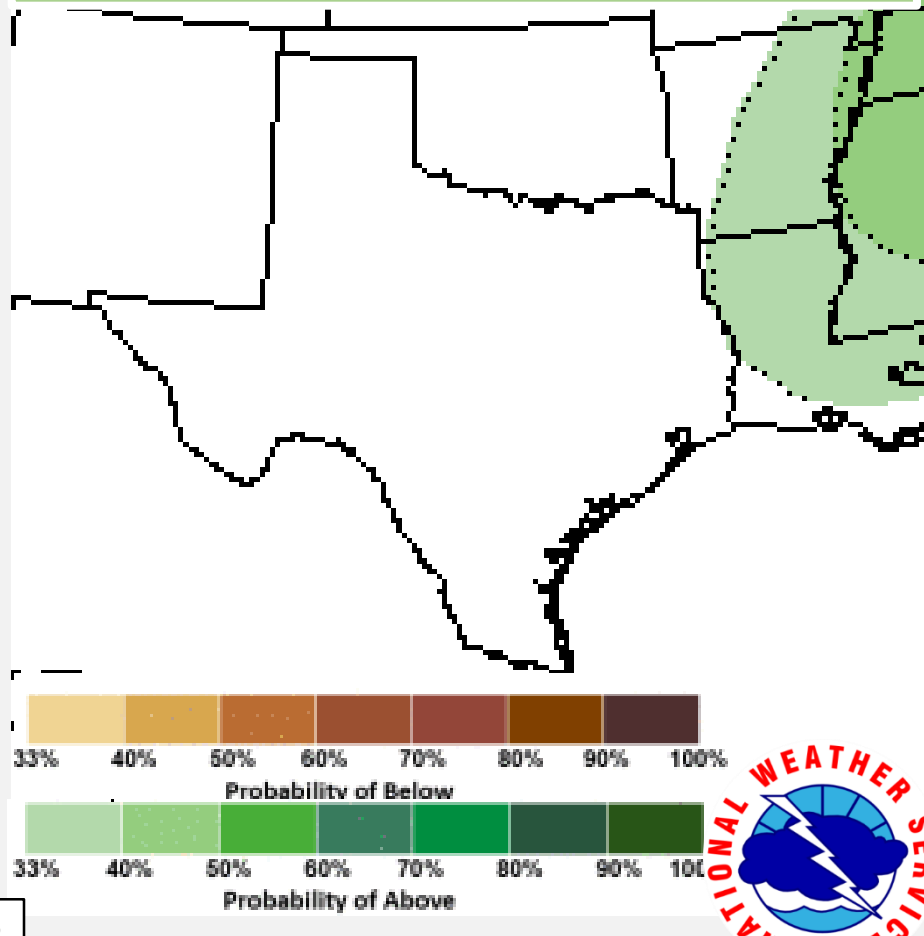 33% 40% 50% 60% 70% 80% 90% 100%
Probability of Below
33% 40% 50% 60% 70% 80% 90% 100
Probability of Above
NATIONAL WEATHER SERVICE